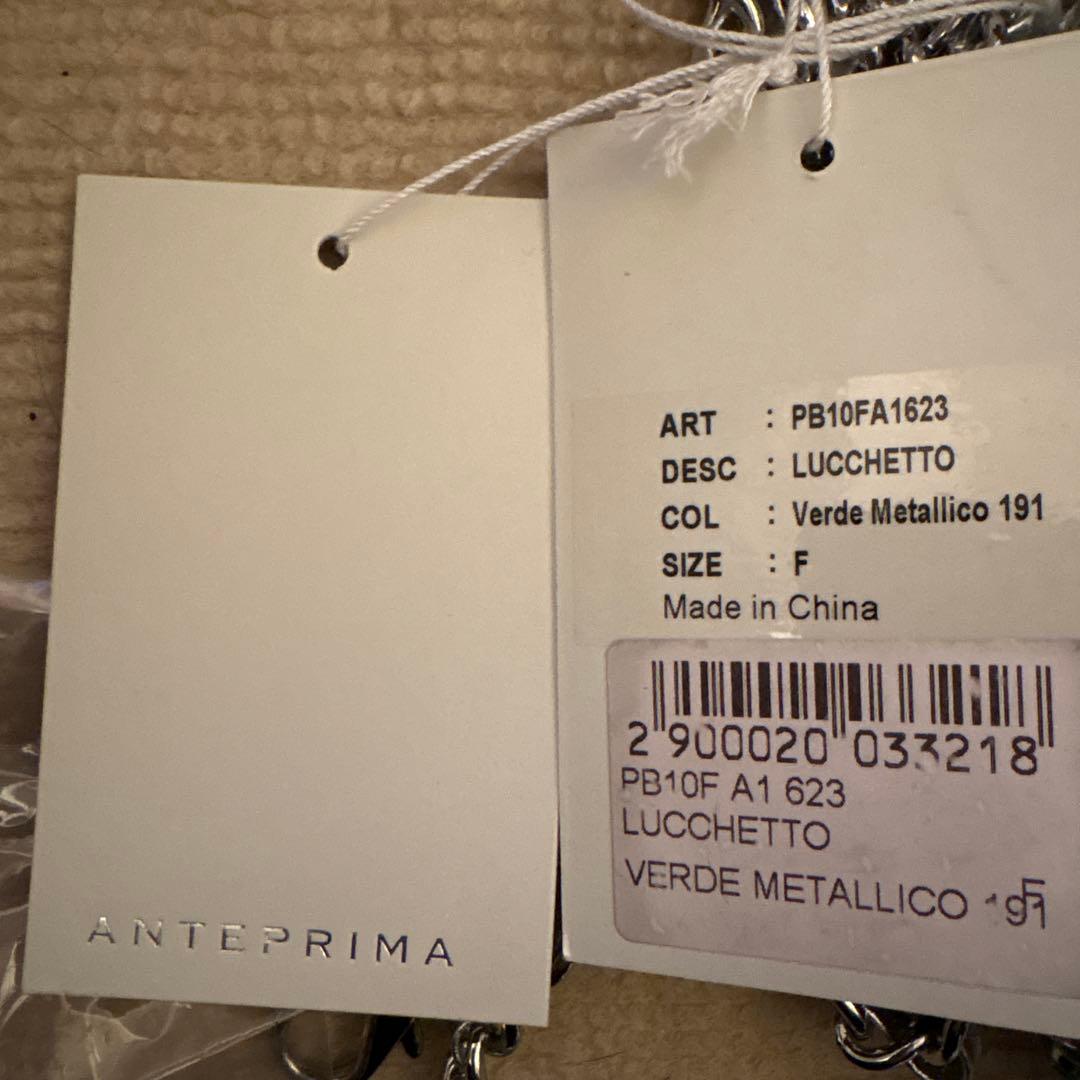 ANTEPRIMA
ART : PB10FA1623
DESC : LUCCHETTO
COL : Verde Metallico 191
SIZE : F
Made in China
2 900020 033218
PB10F A1 623
LUCCHETTO
VERDE METALLICO 191
F